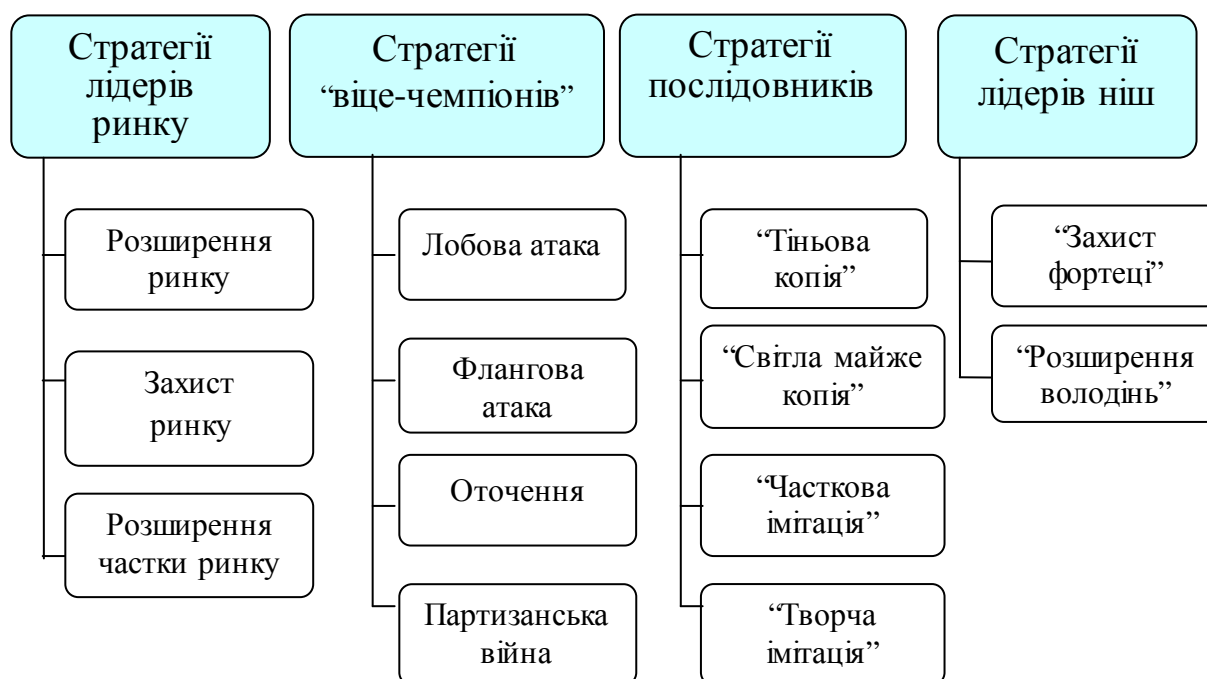 Стратегії
лідерів
ринку
Розширення
ринку
Захист
ринку
Розширення
частки ринку
Стратегії
“віце-чемпіонів”
Лобова атака
Флангова
атака
Оточення
Партизанська
війна
Стратегії
послідовників
“Тіньова
копія”
“Світла майже
копія”
“Часткова
імітація”
“Творча
імітація”
Стратегії
лідерів ніш
“Захист
фортеці”
“Розширення
володінь”